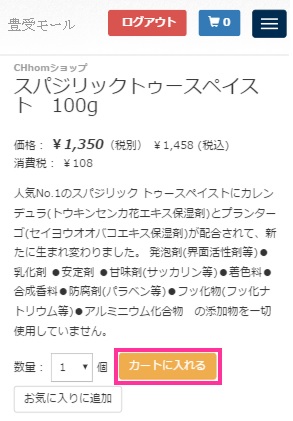 豊受モール
ログアウト
0
CHhomショップ
スパジリックトゥースペイス
ト　100g
価格： ￥1,350（税別） ￥1,458 (税込)
消費税： ￥108
人気No.1のスパジリック トゥースペイストにカレン
デュラ(トウキンセンカ花エキス保湿剤)とプランター
ゴ(セイヨウオオバコエキス保湿剤)が配合されて、新
たに生まれ変わりました。 発泡剤(界面活性剤等)●
乳化剤 ●安定剤 ●甘味剤(サッカリン等)●着色料●
合成香料●防腐剤(パラベン等)●フッ化物(フッ化ナ
トリウム等)●アルミニウム化合物　の添加物を一切
使用していません。
数量： 1 個 カートに入れる
お気に入りに追加